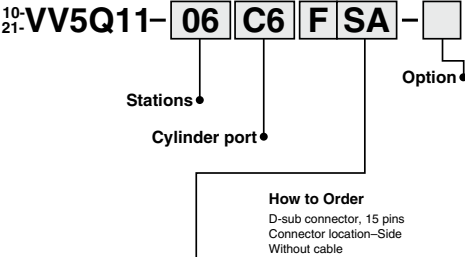 10-
21-VV5Q11-06 C6 F SA-
Option
Stations
Cylinder port
How to Order
D-sub connector, 15 pins
Connector location–Side
Without cable